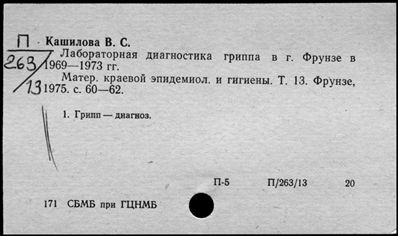 П · Кашилова В. С.
263/13
Лабораторная диагностика гриппа в г. Фрунзе в
1969—1973 гг.
Матер. краевой эпидемиол. и гигиены. Т. 13. Фрунзе,
1975. с. 60—62.
1. Грипп — диагноз.
П-5 П/263/13 20
171 СБМБ при ГЦНМБ